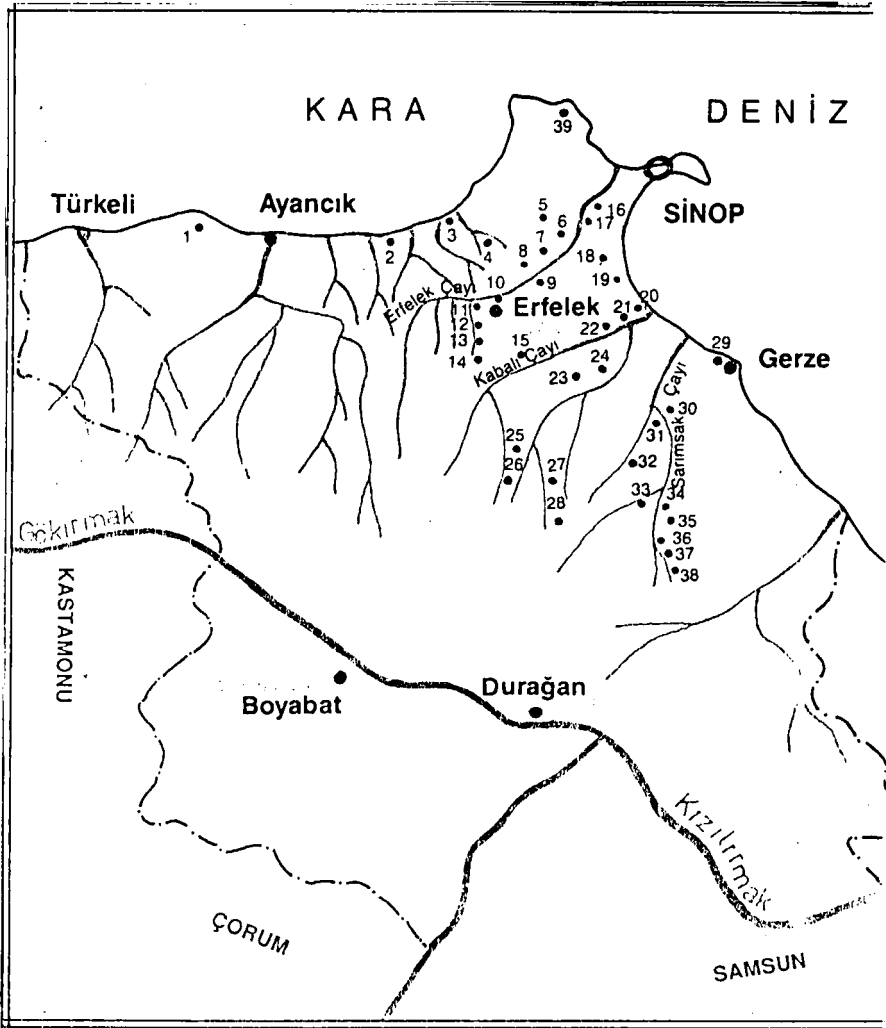 KARA DENİZ
39
Türkeli
Ayancık
SİNOP
1
2
3
4
5
6
7
8
9
10
16
17
18
19
20
21
22
Erfelek Çayı
Erfelek
11
12
13
14
15
Kabalı Çayı
23
24
29
Gerze
25
26
27
28
Sarımsak Çayı
30
31
32
33
34
35
36
37
38
Gökırmak
KASTAMONU
Boyabat
Durağan
Kızılırmak
ÇORUM
SAMSUN